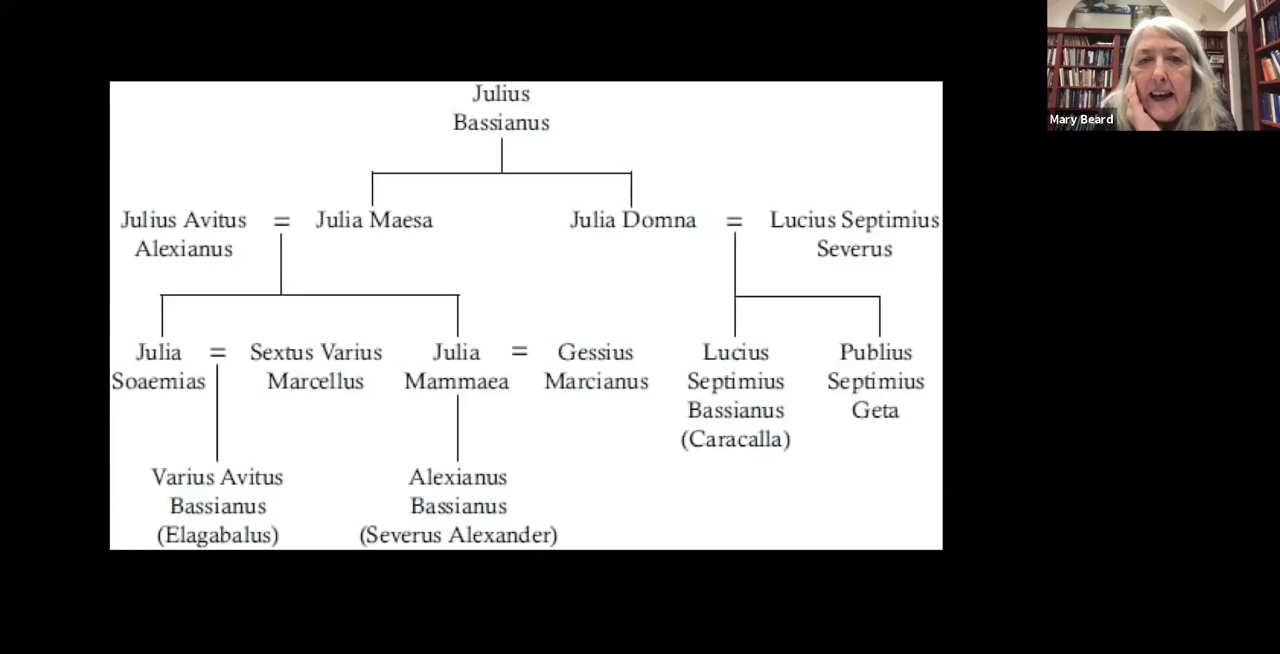 Julius
Bassianus
Julius Avitus
Alexianus
=
Julia Maesa
Julia Domna
=
Lucius Septimius
Severus
Julia
Soaemias
=
Sextus Varius
Marcellus
Julia
Mammaea
=
Gessius
Marcianus
Lucius
Septimius
Bassianus
(Caracalla)
Publius
Septimius
Geta
Varius Avitus
Bassianus
(Elagabalus)
Alexianus
Bassianus
(Severus Alexander)
Mary Beard